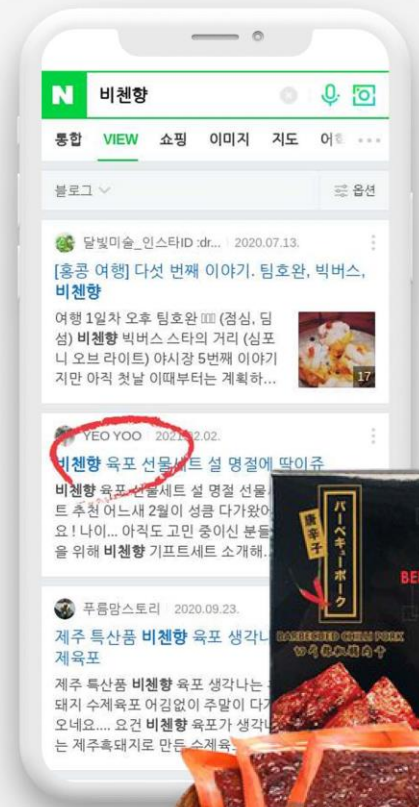 N 비첸향
통합 VIEW 쇼핑 이미지 지도
블로그 옵션
달빛미술_인스타ID :dr... 2020.07.13.
[홍콩 여행] 다섯 번째 이야기. 팀호완, 빅버스,
비첸향
여행 1일차 오후 팀호완 (점심, 딤
섬) 비첸향 빅버스 스타의 거리 (심포
니 오브 라이트) 야시장 5번째 이야기
지만 아직 첫날 이때부터는 계획하...
17
YEO YOO
비첸향 육포 선물세트 설 명절에 딱이쥬
비첸향 육포 선물세트 설 명절 선물
트 추천 어느새 2월이 성큼 다가왔어
요 ! 나이... 아직도 고민 중이신 분들
을 위해 비첸향 기프트세트 소개해.
푸름맘스토리 2020.09.23.
제주 특산품 비첸향 육포 생각나
제육포
제주 특산품 비첸향 육포 생각나는
돼지 수제육포 어김없이 주말이 다가
오네요.... 요건 비첸향 육포가 생각나
는 제주흑돼지로 만든 수제육
バーベキューポーク
唐辛子
BARBECUED CHILLI PORK